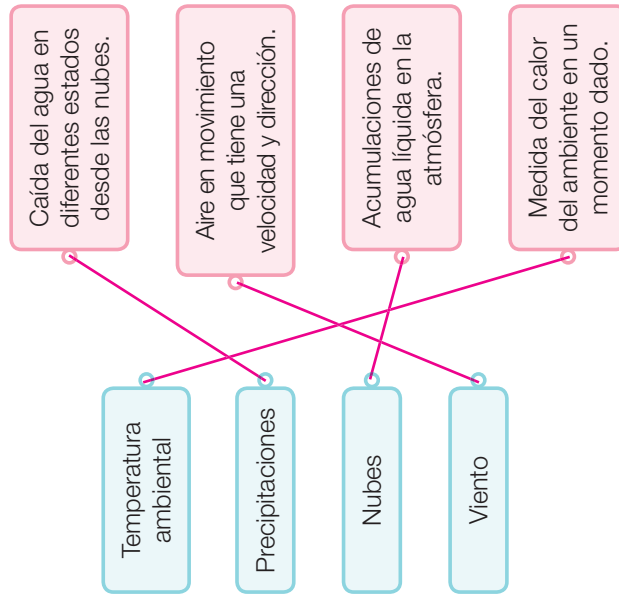 Temperatura
ambiental
Precipitaciones
Nubes
Viento
Caída del agua en
diferentes estados
desde las nubes.
Aire en movimiento
que tiene una
velocidad y dirección.
Acumulaciones de
agua líquida en la
atmósfera.
Medida del calor
del ambiente en un
momento dado.